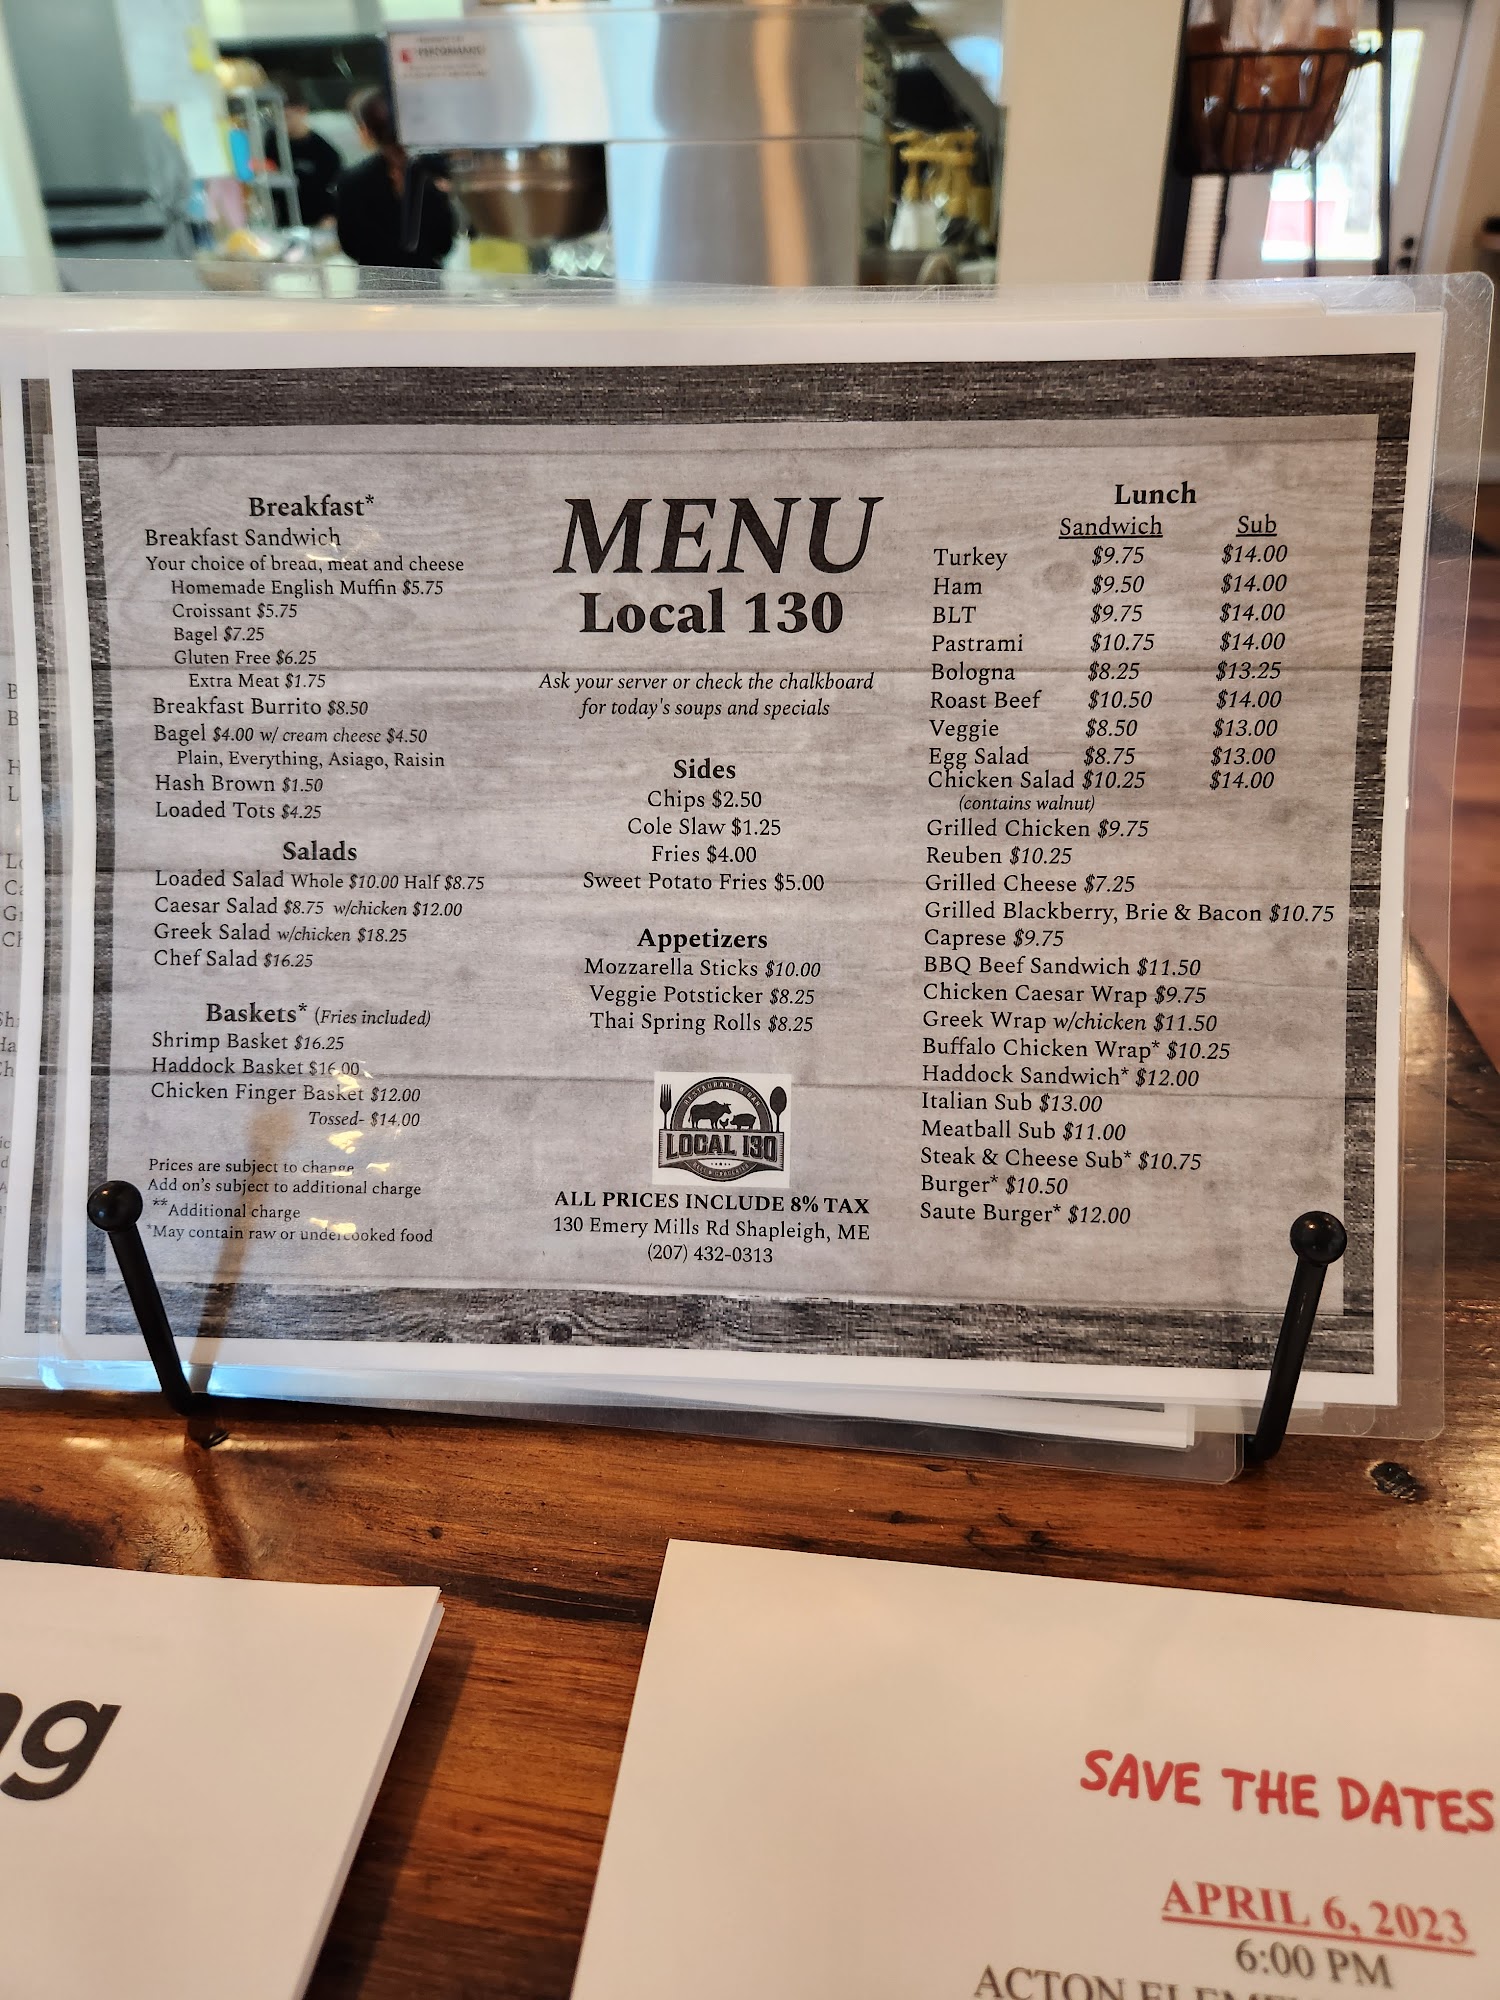 Breakfast*
Breakfast Sandwich
Your choice of bread, meat and cheese
Homemade English Muffin $5.75
Croissant $5.75
Bagel $7.25
Gluten Free $6.25
Extra Meat $1.75
Breakfast Burrito $8.50
Bagel $4.00 w/ cream cheese $4.50
Plain, Everything, Asiago, Raisin
Hash Brown $1.50
Loaded Tots $4.25
Salads
Loaded Salad Whole $10.00 Half $8.75
Caesar Salad $8.75 w/chicken $12.00
Greek Salad w/chicken $18.25
Chef Salad $16.25
Baskets* (Fries included)
Shrimp Basket $16.25
Haddock Basket $16.00
Chicken Finger Basket $12.00
Tossed- $14.00
Prices are subject to change
Add on's subject to additional charge
**Additional charge
*May contain raw or undercooked food
MENU
Local 130
Ask your server or check the chalkboard
for today's soups and specials
Sides
Chips $2.50
Cole Slaw $1.25
Fries $4.00
Sweet Potato Fries $5.00
Appetizers
Mozzarella Sticks $10.00
Veggie Potsticker $8.25
Thai Spring Rolls $8.25
RESTAURANT & BAR
LOCAL 130
ALL PRICES INCLUDE 8% TAX
130 Emery Mills Rd Shapleigh, ME
(207) 432-0313
Lunch
Sandwich Sub
Turkey $9.75 $14.00
Ham $9.50 $14.00
BLT $9.75 $14.00
Pastrami $10.75 $14.00
Bologna $8.25 $13.25
Roast Beef $10.50 $14.00
Veggie $8.50 $13.00
Egg Salad $8.75 $13.00
Chicken Salad $10.25 $14.00
(contains walnut)
Grilled Chicken $9.75
Reuben $10.25
Grilled Cheese $7.25
Grilled Blackberry, Brie & Bacon $10.75
Caprese $9.75
BBQ Beef Sandwich $11.50
Chicken Caesar Wrap $9.75
Greek Wrap w/chicken $11.50
Buffalo Chicken Wrap* $10.25
Haddock Sandwich* $12.00
Italian Sub $13.00
Meatball Sub $11.00
Steak & Cheese Sub* $10.75
Burger* $10.50
Saute Burger* $12.00
SAVE THE DATES
APRIL 6, 2023
6:00 PM
ACTON